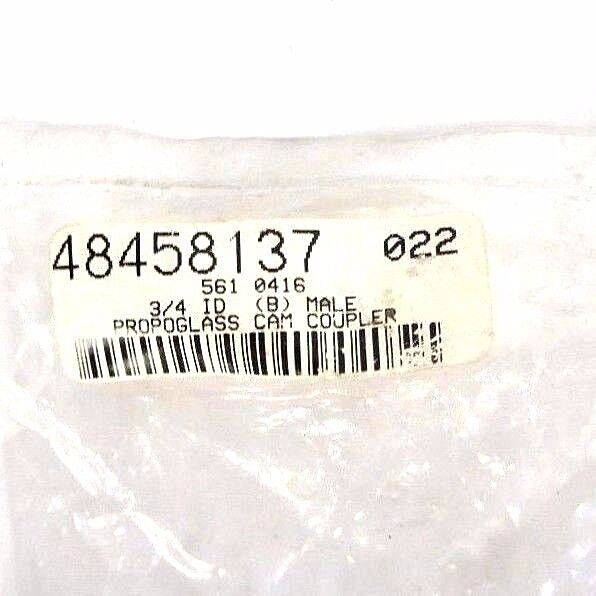 48458137 022
561 0416
3/4 ID (B) MALE
PROPOGLASS CAM COUPLER